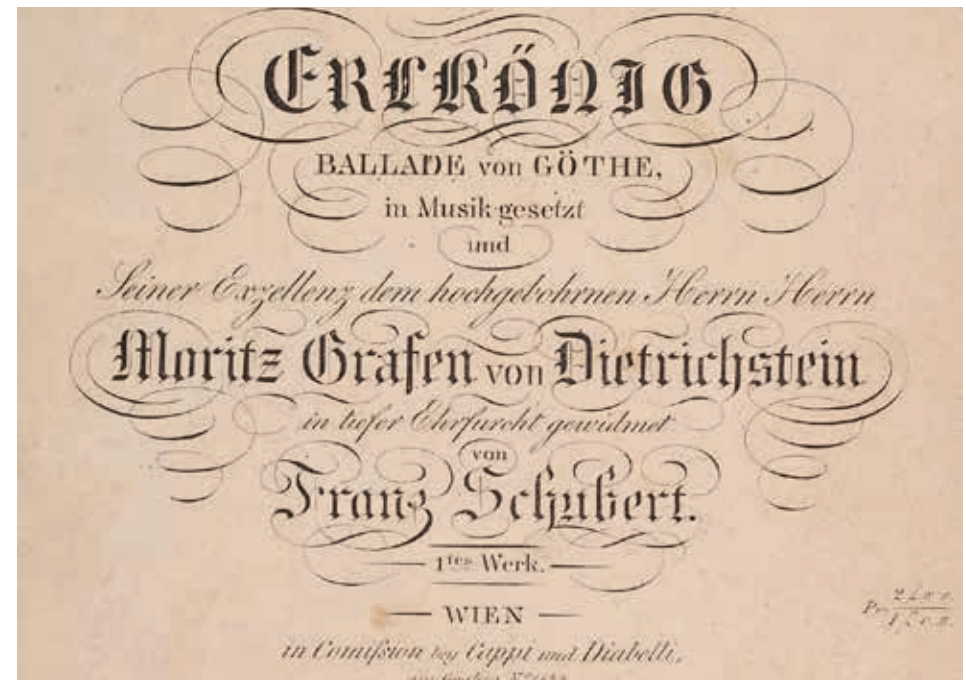 ERLKÖNIG
BALLADE von GÖTHE,
in Musik gesetzt
und
Seiner Exzellenz dem hochgebohrnen Herrn Herrn
Moritz Grafen von Dietrichstein
in tiefer Ehrfurcht gewidmet
von
Franz Schubert.
1tes Werk.
WIEN
in Comißion bey Cappi und Diabelli,